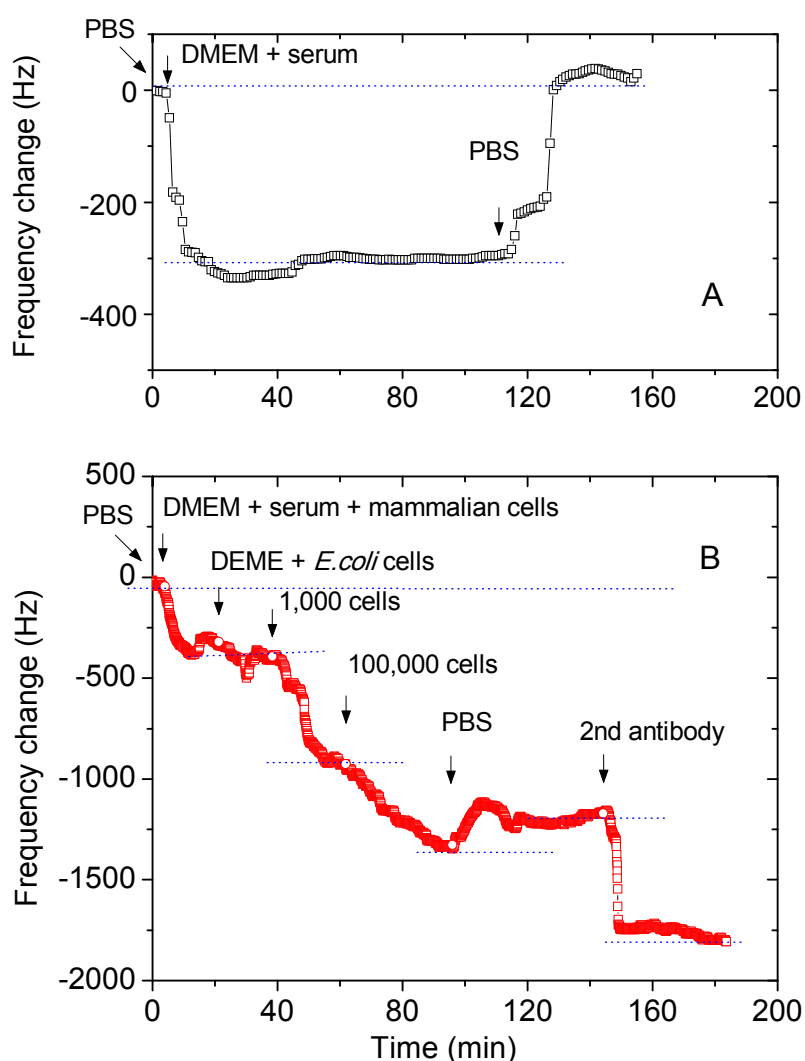 PBS
DMEM + serum
0
-200
-400
PBS
A
Frequency change (Hz)
0 40 80 120 160 200
500
0
-500
-1000
-1500
-2000
PBS
DMEM + serum + mammalian cells
B
DEME + E.coli cells
1,000 cells
100,000 cells
PBS
2nd antibody
Frequency change (Hz)
0 40 80 120 160 200
Time (min)